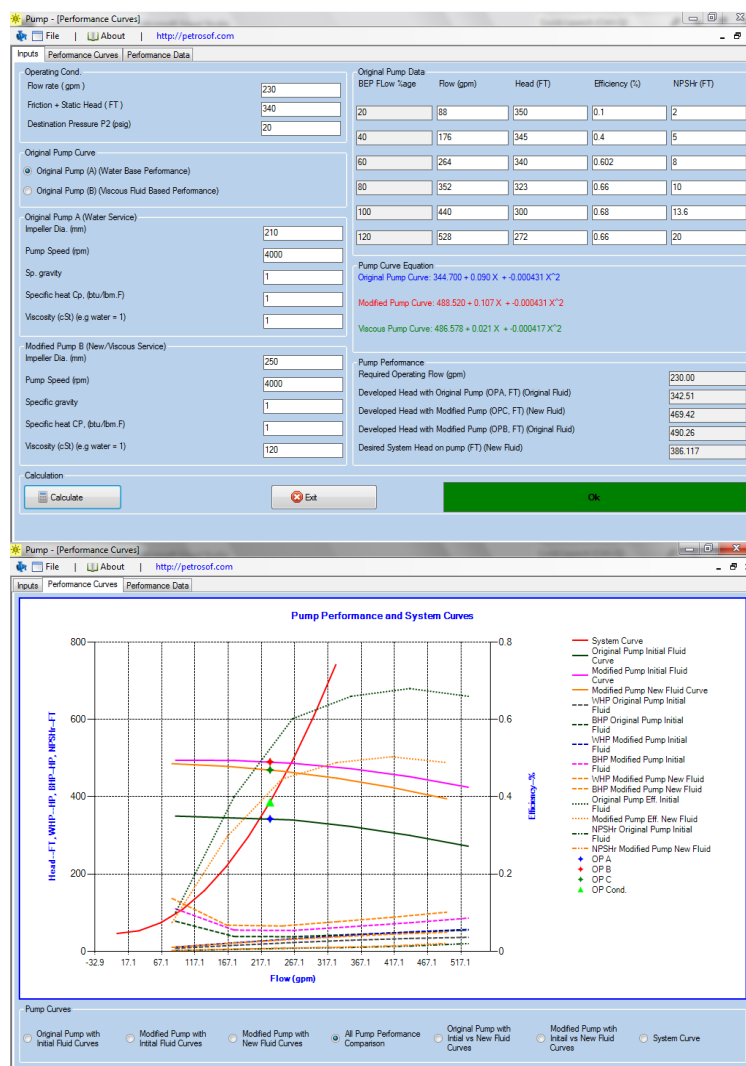 Pump - [Performance Curves]
File | About | http://petrosof.com
Inputs Performance Curves Performance Data
Operating Cond.
Flow rate ( gpm ) 230
Friction + Static Head ( FT ) 340
Destination Pressure P2 (psig) 20
Original Pump Curve
Original Pump (A) (Water Base Performance)
Original Pump (B) (Viscous Fluid Based Performance)
Original Pump A (Water Service)
Impeller Dia. (mm) 210
Pump Speed (rpm) 4000
Sp. gravity 1
Specific heat Cp, (btu/lbm.F) 1
Viscosity (cSt) (e.g water = 1) 1
Modified Pump B (New/Viscous Service)
Impeller Dia. (mm) 250
Pump Speed (rpm) 4000
Specific gravity 1
Specific heat CP, (btu/lbm.F) 1
Viscosity (cSt) (e.g water = 1) 120
Original Pump Data
BEP FLow %age Flow (gpm) Head (FT) Efficiency (%) NPSHr (FT)
20 88 350 0.1 2
40 176 345 0.4 5
60 264 340 0.602 8
80 352 323 0.66 10
100 440 300 0.68 13.6
120 528 272 0.66 20
Pump Curve Equation
Original Pump Curve: 344.700 + 0.090 X + -0.000431 X^2
Modified Pump Curve: 488.520 + 0.107 X + -0.000431 X^2
Viscous Pump Curve: 486.578 + 0.021 X + -0.000417 X^2
Pump Performance
Required Operating Flow (gpm) 230.00
Developed Head with Original Pump (OPA, FT) (Original Fluid) 342.51
Developed Head with Modified Pump (OPC, FT) (New Fluid) 469.42
Developed Head with Modified Pump (OPB, FT) (Original Fluid) 490.26
Desired System Head on pump (FT) (New Fluid) 386.117
Calculation
Calculate Exit Ok
Pump - [Performance Curves]
File | About | http://petrosof.com
Inputs Performance Curves Performance Data
Pump Performance and System Curves
Head--FT, WHP--HP, BHP--HP, NPSHr--FT
800
600
400
200
0
0.8
0.6
0.4
0.2
0
Efficiency--%
-32.9 17.1 67.1 117.1 167.1 217.1 267.1 317.1 367.1 417.1 467.1 517.1
Flow (gpm)
System Curve
Original Pump Initial Fluid
Curve
Modified Pump Initial Fluid
Curve
Modified Pump New Fluid Curve
WHP Original Pump Initial
Fluid
BHP Original Pump Initial
Fluid
WHP Modified Pump Initial
Fluid
BHP Modified Pump Initial
Fluid
WHP Modified Pump New Fluid
BHP Modified Pump New Fluid
Original Pump Eff. Initial
Fluid
Modified Pump Eff. New Fluid
NPSHr Original Pump Initial
Fluid
NPSHr Modified Pump New Fluid
OP A
OP B
OP C
OP Cond.
Pump Curves
Original Pump with
Initial Fluid Curves
Modified Pump with
Intital Fluid Curves
Modified Pump with
New Fluid Curves
All Pump Performance
Comparison
Original Pump wtih
Intial vs New Fluid
Curves
Modified Pump wtih
Initail vs New Fluid
Curves
System Curve